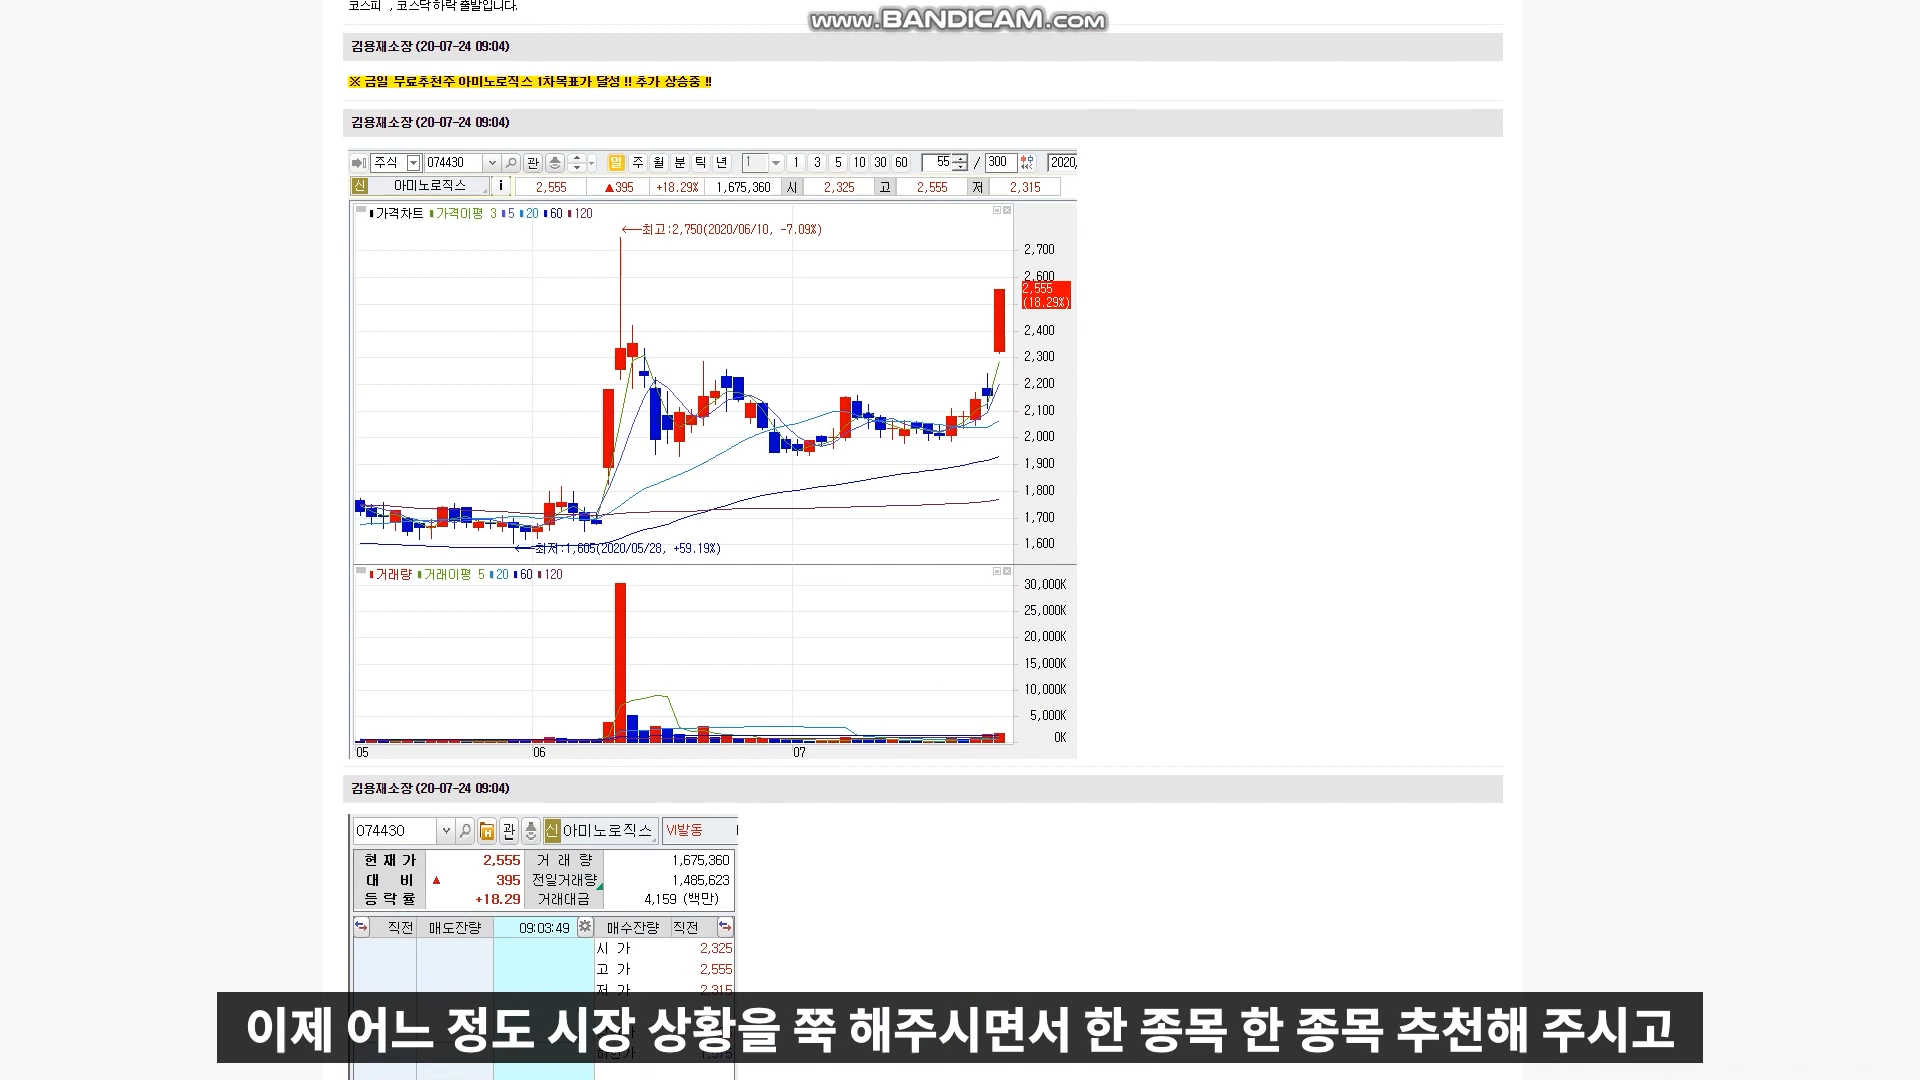 코스피 , 코스닥 하락 출발입니다.
www.BANDICAM.com
김용재소장 (20-07-24 09:04)
※ 금일 무료추천주 아미노로직스 1차목표가 달성 !! 추가 상승중 !!
김용재소장 (20-07-24 09:04)
주식 074430 관 일 주 월 분 틱 년 1 1 3 5 10 30 60 55 / 300 2020,
신 아미노로직스 i 2,555 ▲395 +18.29% 1,675,360 시 2,325 고 2,555 저 2,315
가격차트 가격이평 3 5 20 60 120
←최고:2,750(2020/06/10, -7.09%)
2,700
2,600
2,555
(18.29%)
2,400
2,300
2,200
2,100
2,000
1,900
1,800
1,700
1,600
←최저:1,605(2020/05/28, +59.19%)
거래량 거래이평 5 20 60 120
30,000K
25,000K
20,000K
15,000K
10,000K
5,000K
0K
05 06 07
김용재소장 (20-07-24 09:04)
074430 관 신 아미노로직스 VI발동
현재가 2,555 거래량 1,675,360
대비 ▲ 395 전일거래량 1,485,623
등락률 +18.29 거래대금 4,159 (백만)
직전 매도잔량 09:03:49 매수잔량 직전
시가 2,325
고가 2,555
저가 2,315
이제 어느 정도 시장 상황을 쭉 해주시면서 한 종목 한 종목 추천해 주시고